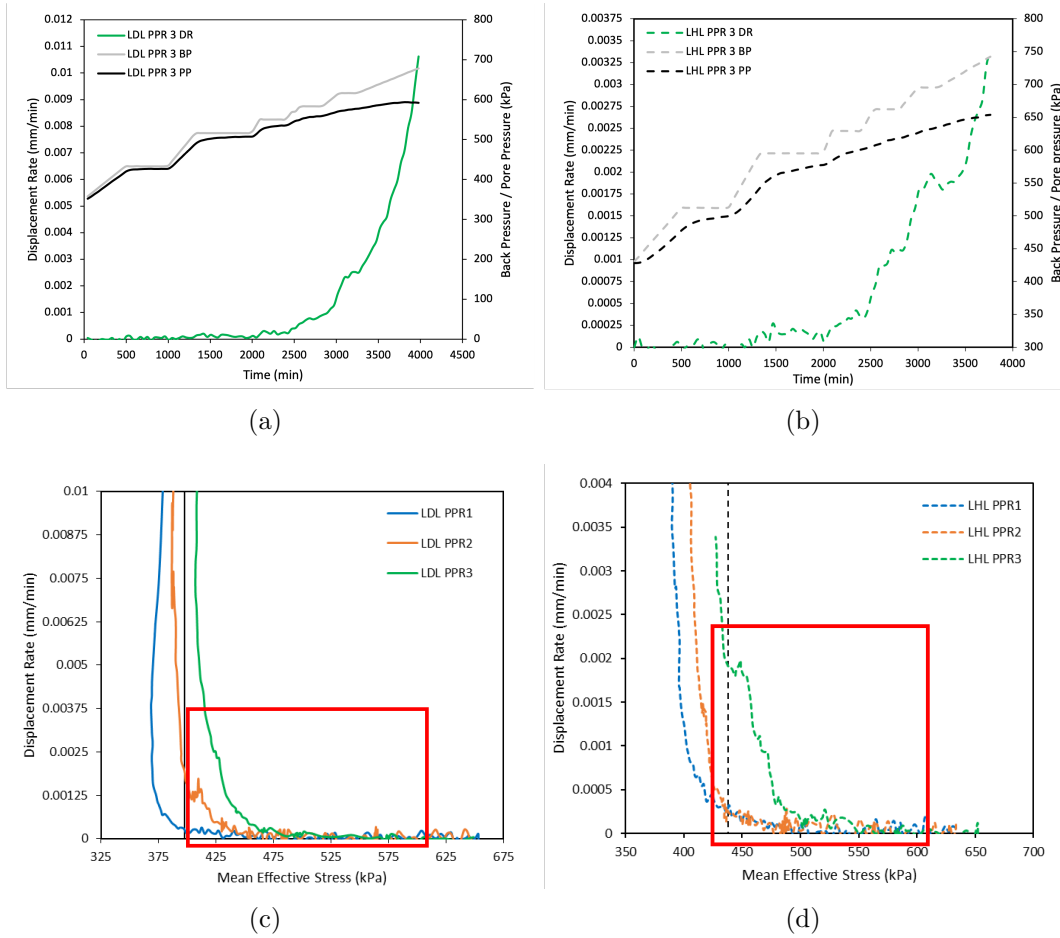 0.012
0.011
0.01
0.009
0.008
0.007
0.006
0.005
0.004
0.003
0.002
0.001
0
Displacement Rate (mm/min)
LDL PPR 3 DR
LDL PPR 3 BP
LDL PPR 3 PP
800
700
600
500
400
300
200
100
0
Back Pressure / Pore Pressure (kPa)
0 500 1000 1500 2000 2500 3000 3500 4000 4500
Time (min)
(a)
0.00375
0.0035
0.00325
0.003
0.00275
0.0025
0.00225
0.002
0.00175
0.0015
0.00125
0.001
0.00075
0.0005
0.00025
0
Displacement Rate (mm/min)
LHL PPR 3 DR
LHL PPR 3 BP
LHL PPR 3 PP
800
750
700
650
600
550
500
450
400
350
300
Back Pressure / Pore pressure (kPa)
0 500 1000 1500 2000 2500 3000 3500 4000
Time (min)
(b)
0.01
0.00875
0.0075
0.00625
0.005
0.00375
0.0025
0.00125
0
Displacement Rate (mm/min)
LDL PPR1
LDL PPR2
LDL PPR3
325 375 425 475 525 575 625 675
Mean Effective Stress (kPa)
(c)
0.004
0.0035
0.003
0.0025
0.002
0.0015
0.001
0.0005
0
Displacement Rate (mm/min)
LHL PPR1
LHL PPR2
LHL PPR3
350 400 450 500 550 600 650 700
Mean Effective Stress (kPa)
(d)